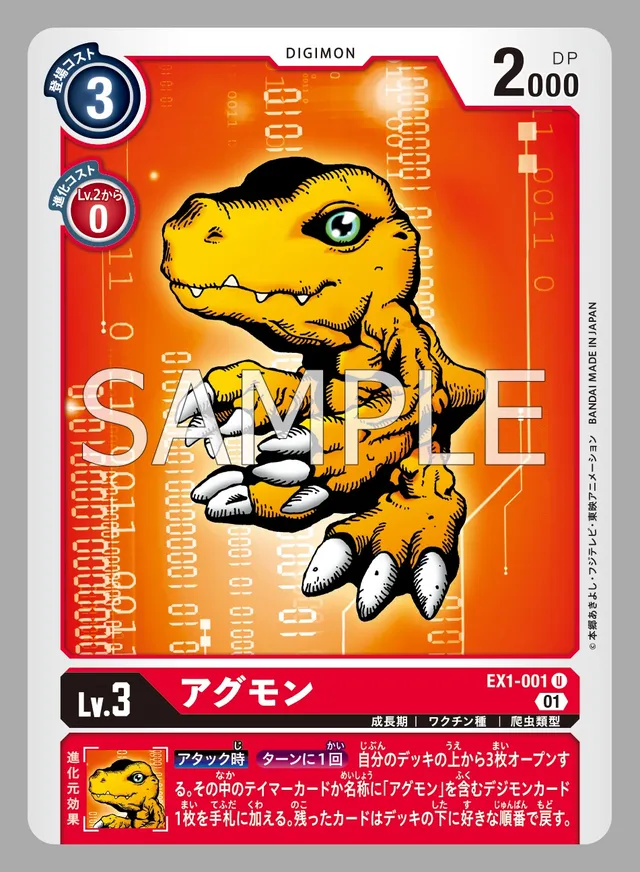 DIGIMON
登場コスト
3
DP
2000
進化コスト
Lv.2から
0
SAMPLE
©本郷あきよし・フジテレビ・東映アニメーション BANDAI MADE IN JAPAN
Lv.3
アグモン
EX1-001 U
01
成長期 | ワクチン種 | 爬虫類型
進化元効果
アタック時 ターンに1回 自分のデッキの上から3枚オープンす
る。その中のテイマーカードか名称に「アグモン」を含むデジモンカード
1枚を手札に加える。残ったカードはデッキの下に好きな順番で戻す。